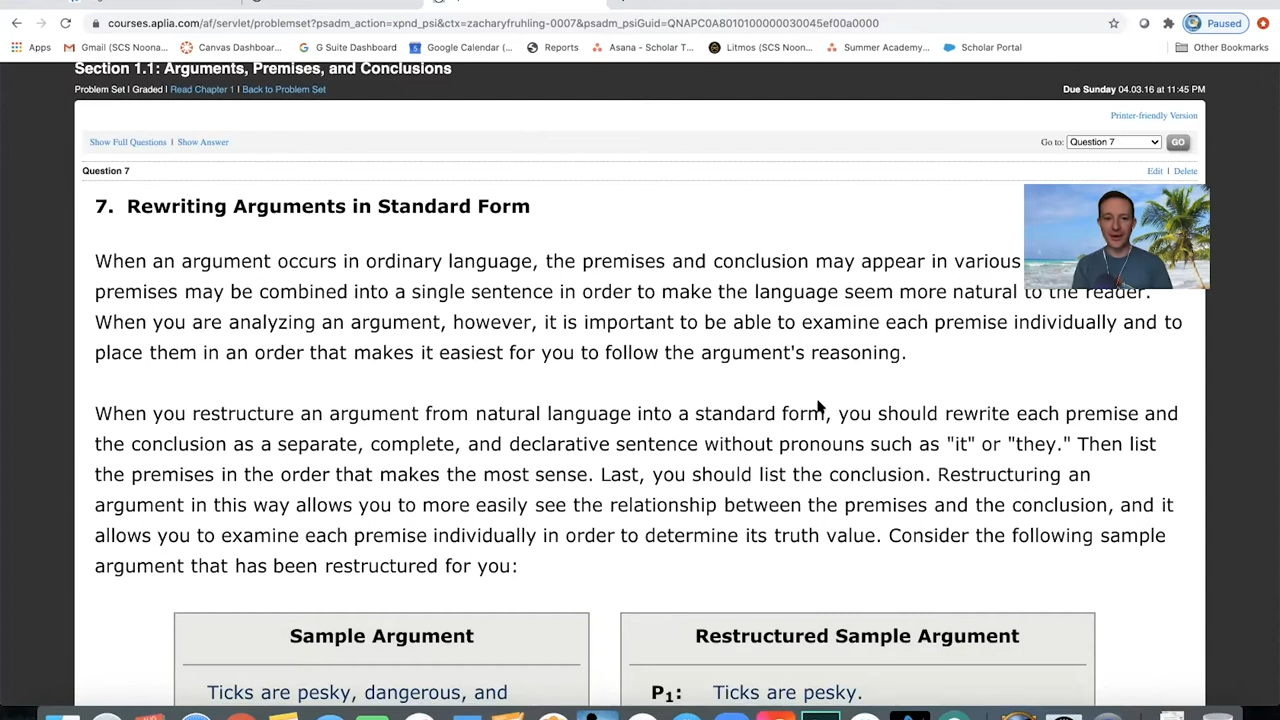 courses.aplia.com/af/servlet/problemset?psadm_action=xpnd_psi&ctx=zacharyfruhling-0007&psadm_psiGuid=QNAPC0A8010100000030045ef00a0000
Paused
Apps
Gmail (SCS Noona...
Canvas Dashboar...
G Suite Dashboard
Google Calendar (...
Reports
Asana - Scholar T...
Litmos (SCS Noon...
Summer Academy...
Scholar Portal
Other Bookmarks
Section 1.1: Arguments, Premises, and Conclusions
Problem Set | Graded | Read Chapter 1 | Back to Problem Set
Due Sunday 04.03.16 at 11:45 PM
Printer-friendly Version
Show Full Questions | Show Answer
Go to: Question 7 GO
Question 7
Edit | Delete
7. Rewriting Arguments in Standard Form
When an argument occurs in ordinary language, the premises and conclusion may appear in various
premises may be combined into a single sentence in order to make the language seem more natural to the reader.
When you are analyzing an argument, however, it is important to be able to examine each premise individually and to
place them in an order that makes it easiest for you to follow the argument's reasoning.
When you restructure an argument from natural language into a standard form, you should rewrite each premise and
the conclusion as a separate, complete, and declarative sentence without pronouns such as "it" or "they." Then list
the premises in the order that makes the most sense. Last, you should list the conclusion. Restructuring an
argument in this way allows you to more easily see the relationship between the premises and the conclusion, and it
allows you to examine each premise individually in order to determine its truth value. Consider the following sample
argument that has been restructured for you:
Sample Argument
Ticks are pesky, dangerous, and
Restructured Sample Argument
P1: Ticks are pesky.